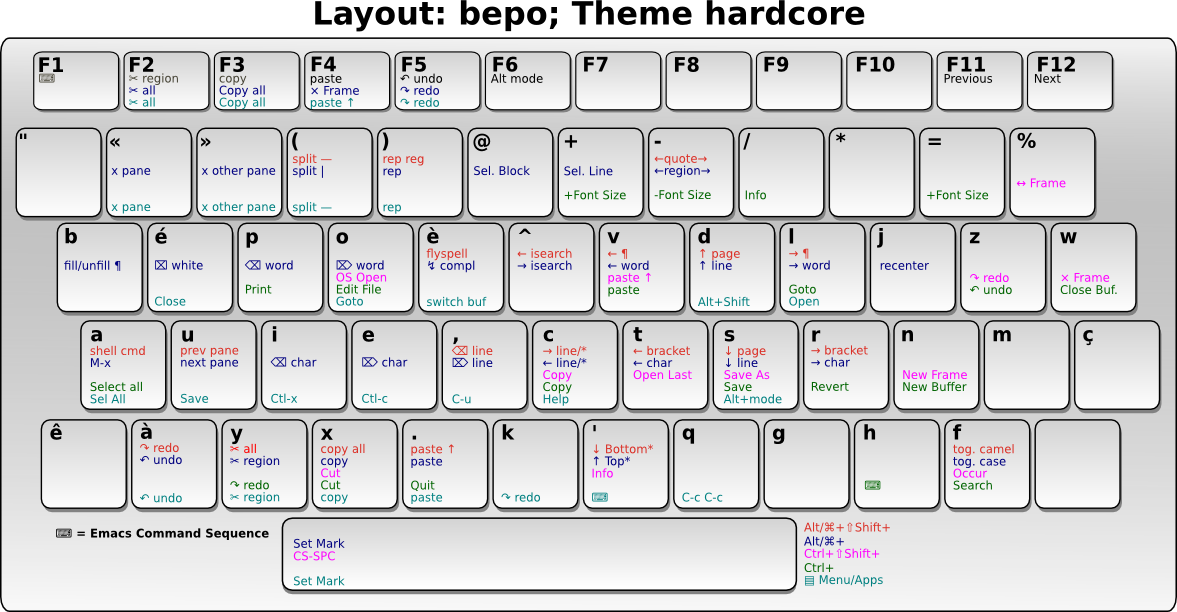 Layout: bepo; Theme hardcore
F1
⌨
F2
✂ region
✂ all
✂ all
F3
copy
Copy all
Copy all
F4
paste
× Frame
paste ↑
F5
↶ undo
↷ redo
↷ redo
F6
Alt mode
F7
F8
F9
F10
F11
Previous
F12
Next
"
«
x pane
x pane
»
x other pane
x other pane
(
split —
split |
split —
)
rep reg
rep
rep
@
Sel. Block
+
Sel. Line
+Font Size
-
←quote→
←region→
-Font Size
/
Info
*
=
+Font Size
%
↔ Frame
b
fill/unfill ¶
é
⌧ white
Close
p
⌫ word
Print
o
⌦ word
OS Open
Edit File
Goto
è
flyspell
↯ compl
switch buf
^
← isearch
→ isearch
v
← ¶
← word
paste ↑
paste
d
↑ page
↑ line
Alt+Shift
l
→ ¶
→ word
Goto
Open
j
recenter
z
↷ redo
↶ undo
w
× Frame
Close Buf.
a
shell cmd
M-x
Select all
Sel All
u
prev pane
next pane
Save
i
⌫ char
Ctl-x
e
⌦ char
Ctl-c
,
⌫ line
⌦ line
C-u
c
→ line/*
← line/*
Copy
Copy
Help
t
← bracket
← char
Open Last
s
↓ page
↓ line
Save As
Save
Alt+mode
r
→ bracket
→ char
Revert
n
New Frame
New Buffer
m
ç
ê
à
↷ redo
↶ undo
↶ undo
y
✂ all
✂ region
↷ redo
✂ region
x
copy all
copy
Cut
Cut
copy
.
paste ↑
paste
Quit
paste
k
↷ redo
'
↓ Bottom*
↑ Top*
Info
⌨
q
C-c C-c
g
h
⌨
f
tog. camel
tog. case
Occur
Search
⌨ = Emacs Command Sequence
Set Mark
CS-SPC
Set Mark
Alt/⌘+⇧Shift+
Alt/⌘+
Ctrl+⇧Shift+
Ctrl+
▤ Menu/Apps